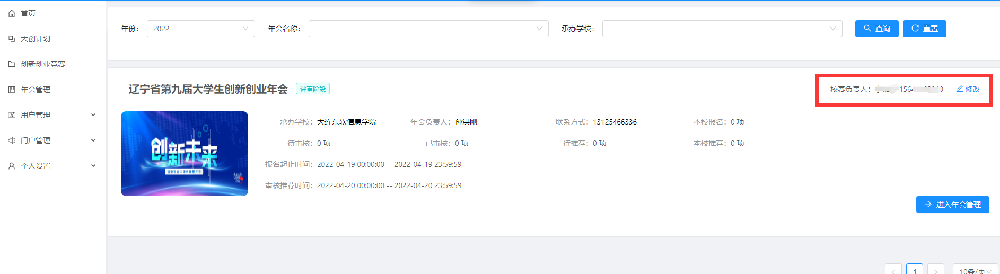 首页
大创计划
创新创业竞赛
年会管理
用户管理
门户管理
个人设置
年份： 2022 年会名称： 承办学校： 查询 重置
辽宁省第九届大学生创新创业年会 评审阶段 校赛负责人： 修改
创新未来
承办学校：大连东软信息学院 年会负责人：孙洪刚 联系方式：13125466336 本校报名：0 项
待审核：0 项 已审核：0 项 待推荐：0 项 本校推荐：0 项
报名起止时间：2022-04-19 00:00:00 -- 2022-04-19 23:59:59
审核推荐时间：2022-04-20 00:00:00 -- 2022-04-20 23:59:59
进入年会管理
< 1 > 10条/页